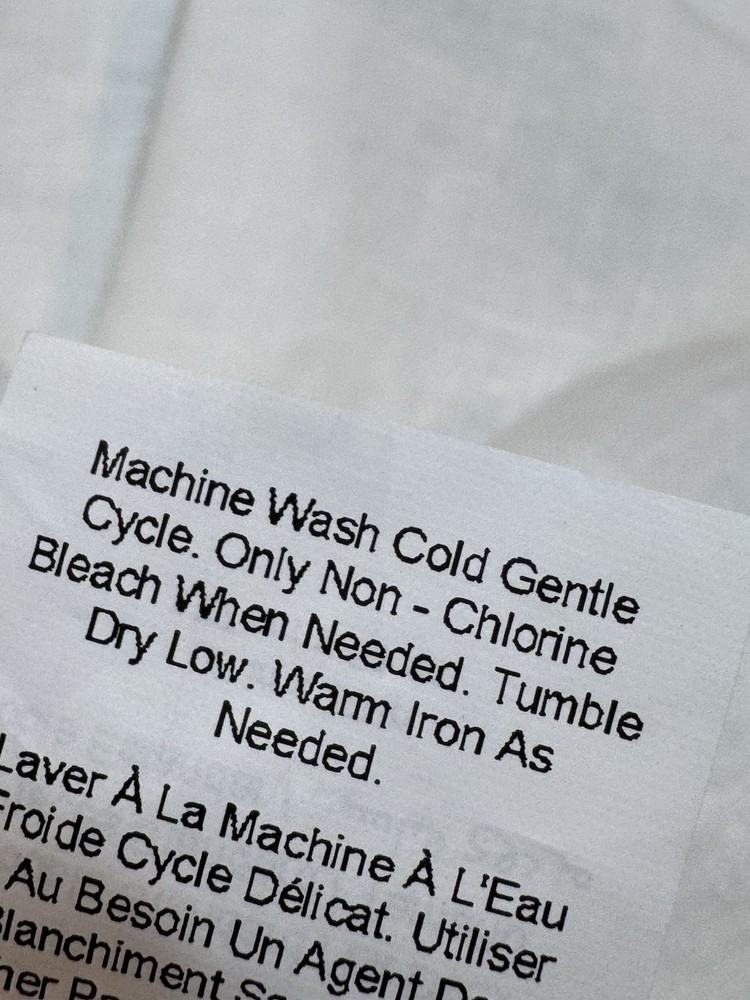 Machine Wash Cold Gentle
Cycle. Only Non - Chlorine
Bleach When Needed. Tumble
Dry Low. Warm Iron As
Needed.
Laver À La Machine À L'Eau
Froide Cycle Délicat. Utiliser
Au Besoin Un Agent